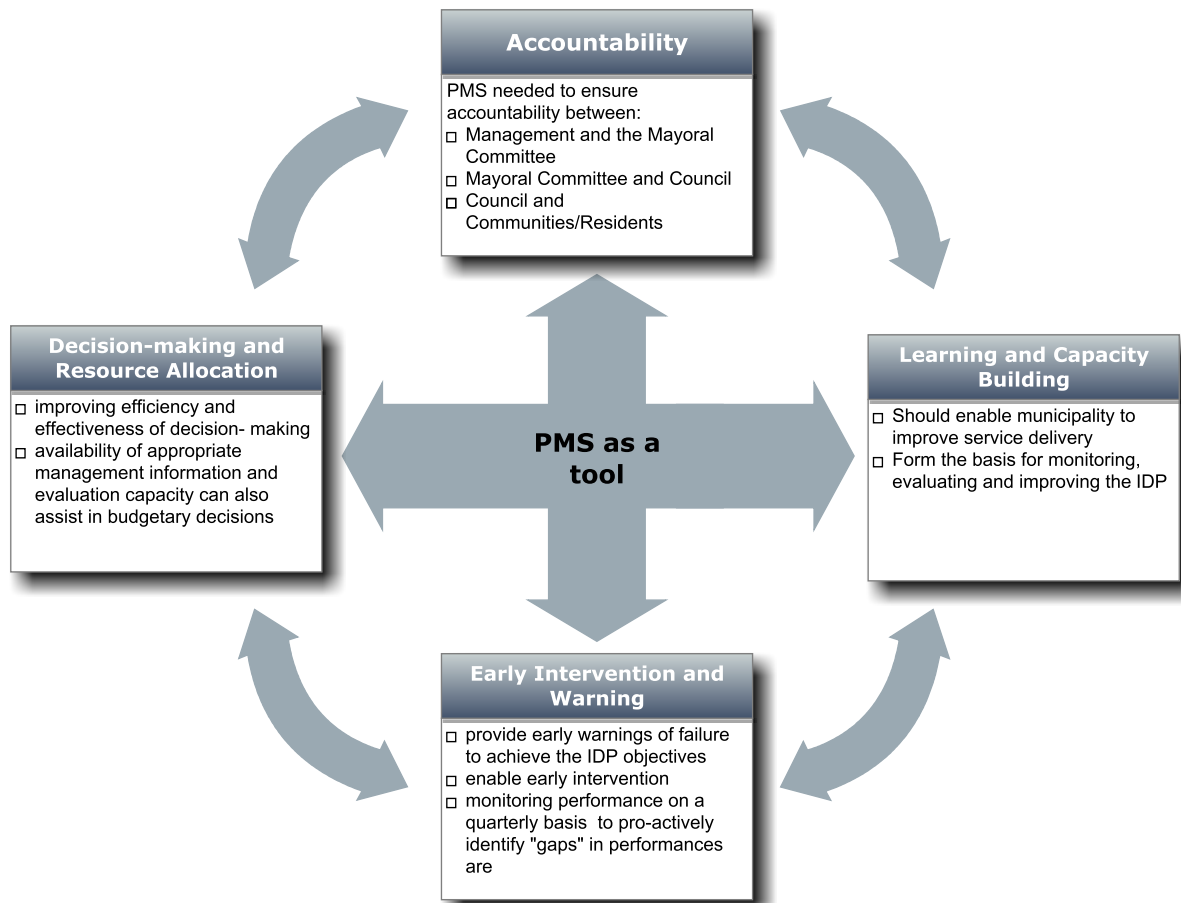 Accountability
PMS needed to ensure
accountability between:
□ Management and the Mayoral
Committee
□ Mayoral Committee and Council
□ Council and
Communities/Residents
Decision-making and
Resource Allocation
□ improving efficiency and
effectiveness of decision- making
□ availability of appropriate
management information and
evaluation capacity can also
assist in budgetary decisions
PMS as a
tool
Learning and Capacity
Building
□ Should enable municipality to
improve service delivery
□ Form the basis for monitoring,
evaluating and improving the IDP
Early Intervention and
Warning
□ provide early warnings of failure
to achieve the IDP objectives
□ enable early intervention
□ monitoring performance on a
quarterly basis  to pro-actively
identify "gaps" in performances
are